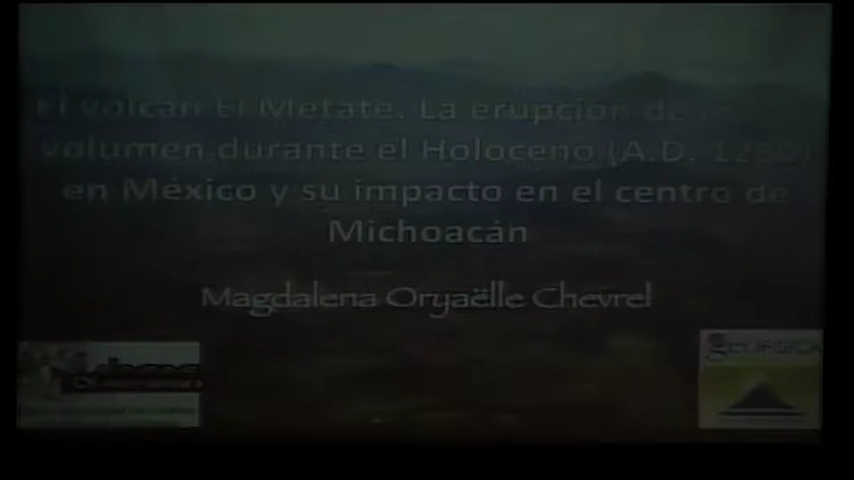 El volcán El Metate. La erupción de
volumen durante el Holoceno (A.D.
en México y su impacto en el centro de
Michoacán
Magdalena Oryaëlle Chevrel
GEOFISICA